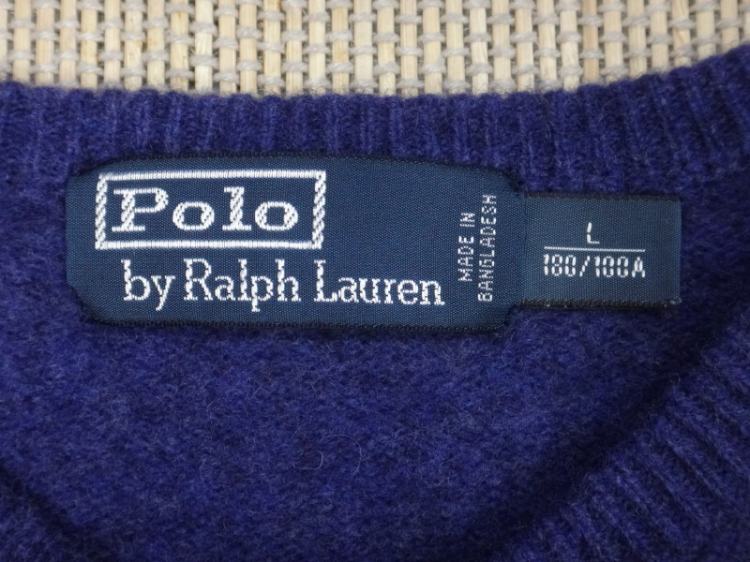 Polo
by Ralph Lauren
MADE IN
BANGLADESH
L
180/100A